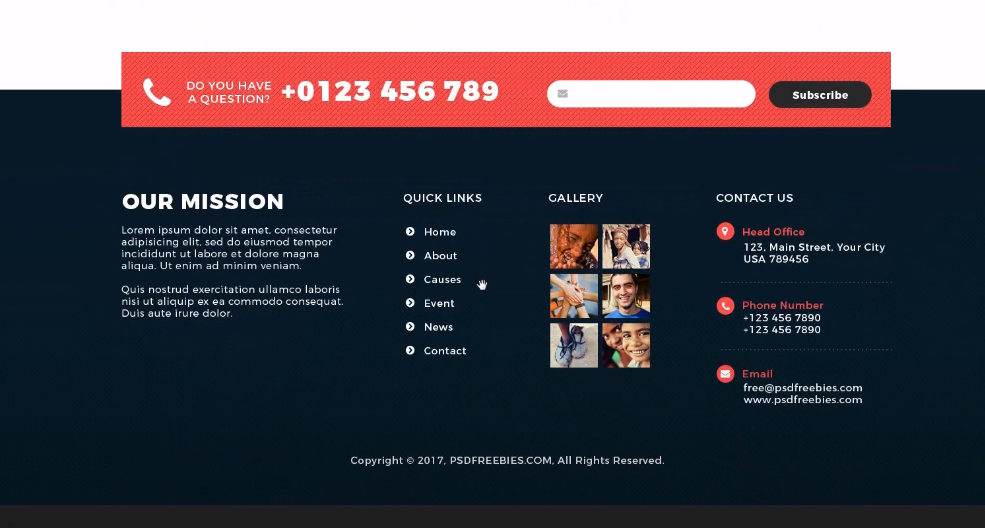 DO YOU HAVE
A QUESTION?
+0123 456 789
Subscribe
OUR MISSION
Lorem ipsum dolor sit amet, consectetur
adipisicing elit, sed do eiusmod tempor
incididunt ut labore et dolore magna
aliqua. Ut enim ad minim veniam.
Quis nostrud exercitation ullamco laboris
nisi ut aliquip ex ea commodo consequat.
Duis aute irure dolor.
QUICK LINKS
Home
About
Causes
Event
News
Contact
GALLERY
CONTACT US
Head Office
123, Main Street, Your City
USA 789456
Phone Number
+123 456 7890
+123 456 7890
Email
free@psdfreebies.com
www.psdfreebies.com
Copyright © 2017, PSDFREEBIES.COM, All Rights Reserved.